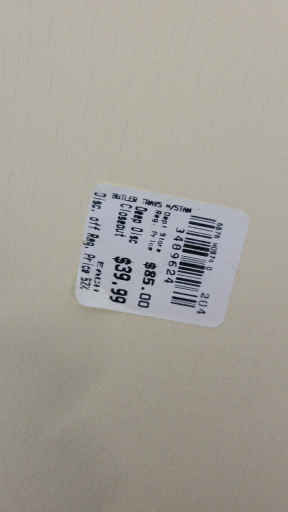 BUTLER TRAYS W/STAN
Dept Store
Reg. Price $85.00
Deep Disc
Closeout $39.99
Disc. off Reg. Price 52%
3489624
204